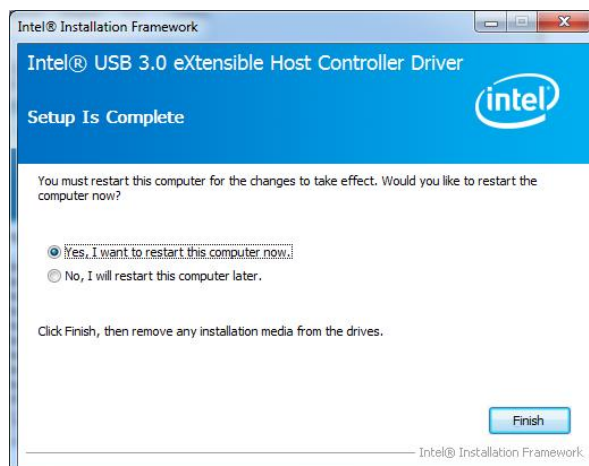 Intel® Installation Framework
Intel® USB 3.0 eXtensible Host Controller Driver
Setup Is Complete
intel
You must restart this computer for the changes to take effect. Would you like to restart the
computer now?
Yes, I want to restart this computer now.
No, I will restart this computer later.
Click Finish, then remove any installation media from the drives.
Finish
Intel® Installation Framework